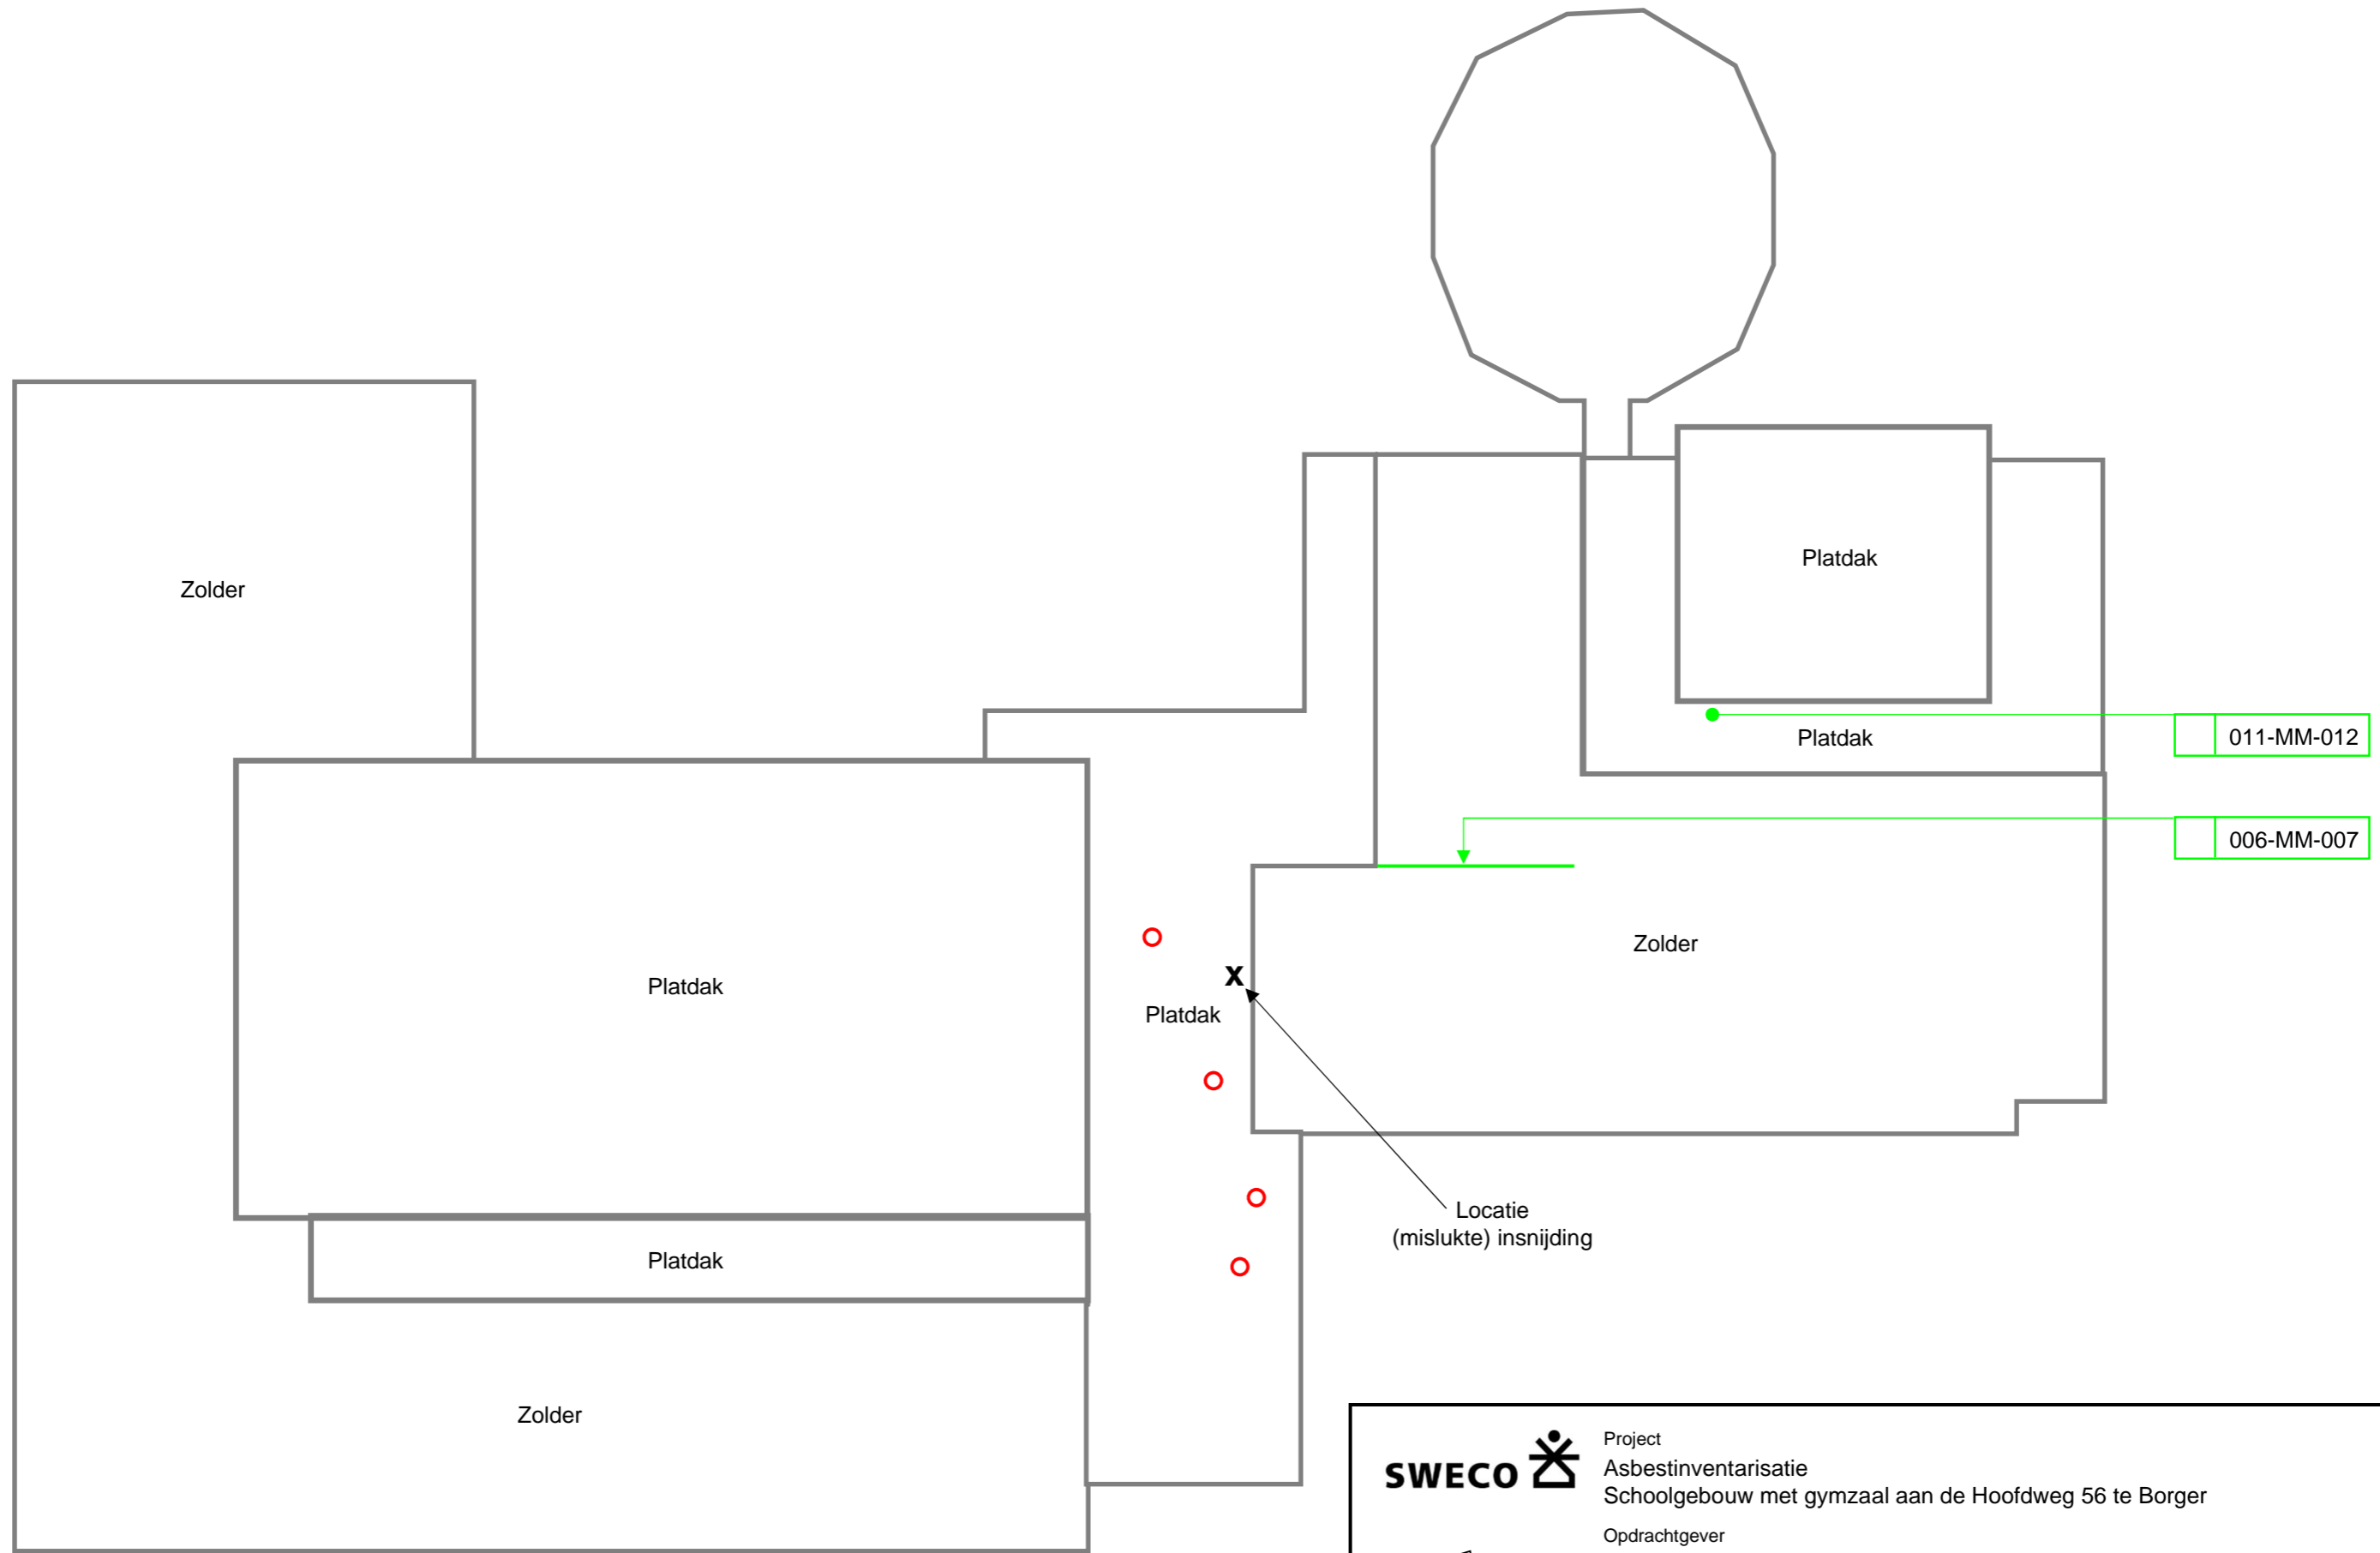 Platdak
Zolder
Platdak
011-MM-012
006-MM-007
Zolder
x
Platdak
Platdak
Locatie
(mislukte) insnijding
Platdak
Zolder
SWECO
Project
Asbestinventarisatie
Schoolgebouw met gymzaal aan de Hoofdweg 56 te Borger
Opdrachtgever